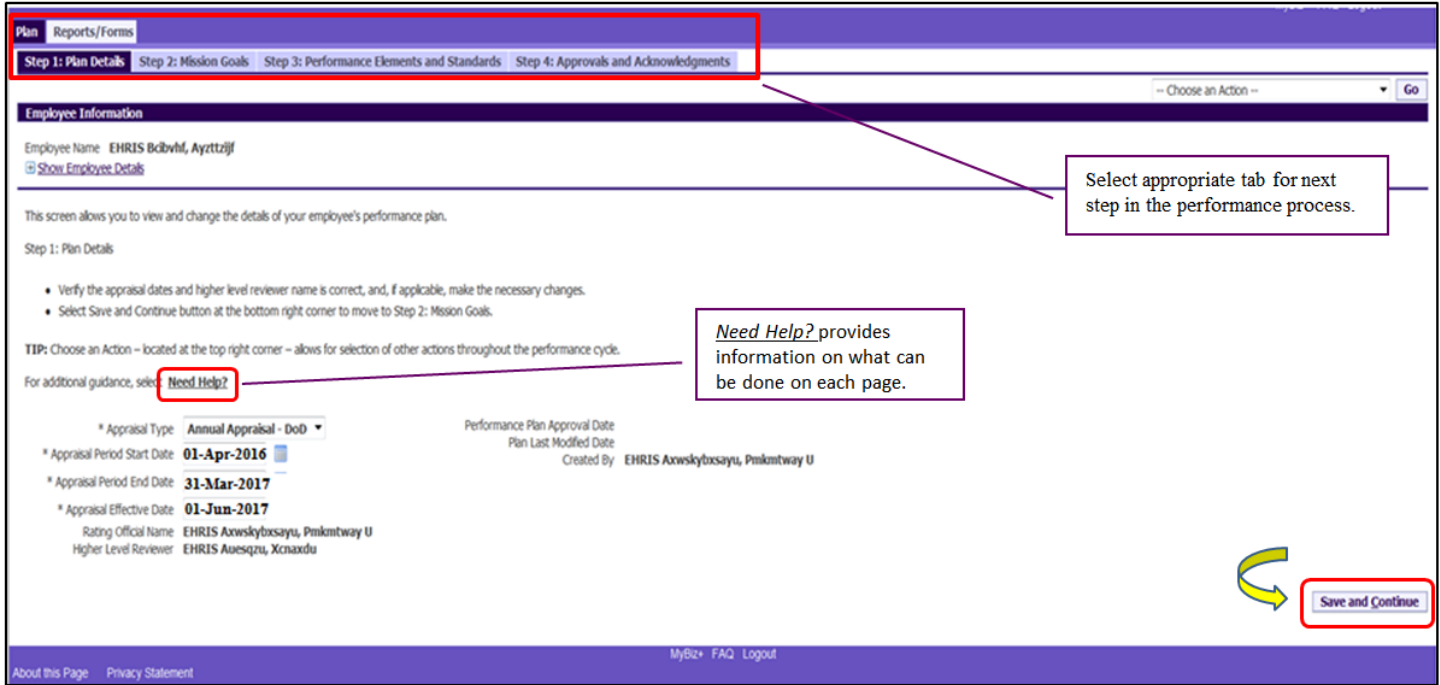 Plan Reports/Forms
Step 1: Plan Details Step 2: Mission Goals Step 3: Performance Elements and Standards Step 4: Approvals and Acknowledgments
-- Choose an Action -- Go
Employee Information
Employee Name EHRIS Bcibvhf, Ayzttzijf
Show Employee Details
Select appropriate tab for next
step in the performance process.
This screen allows you to view and change the details of your employee's performance plan.
Step 1: Plan Details
• Verify the appraisal dates and higher level reviewer name is correct, and, if applicable, make the necessary changes.
• Select Save and Continue button at the bottom right corner to move to Step 2: Mission Goals.
TIP: Choose an Action – located at the top right corner – allows for selection of other actions throughout the performance cycle.
For additional guidance, select Need Help?
Need Help? provides
information on what can
be done on each page.
* Appraisal Type Annual Appraisal - DoD
* Appraisal Period Start Date 01-Apr-2016
* Appraisal Period End Date 31-Mar-2017
* Appraisal Effective Date 01-Jun-2017
Rating Official Name EHRIS Axwskybxsayu, Pmkmtway U
Higher Level Reviewer EHRIS Auesqzu, Xcnaxdu
Performance Plan Approval Date
Plan Last Modified Date
Created By EHRIS Axwskybxsayu, Pmkmtway U
Save and Continue
MyBiz+ FAQ Logout
About this Page Privacy Statement